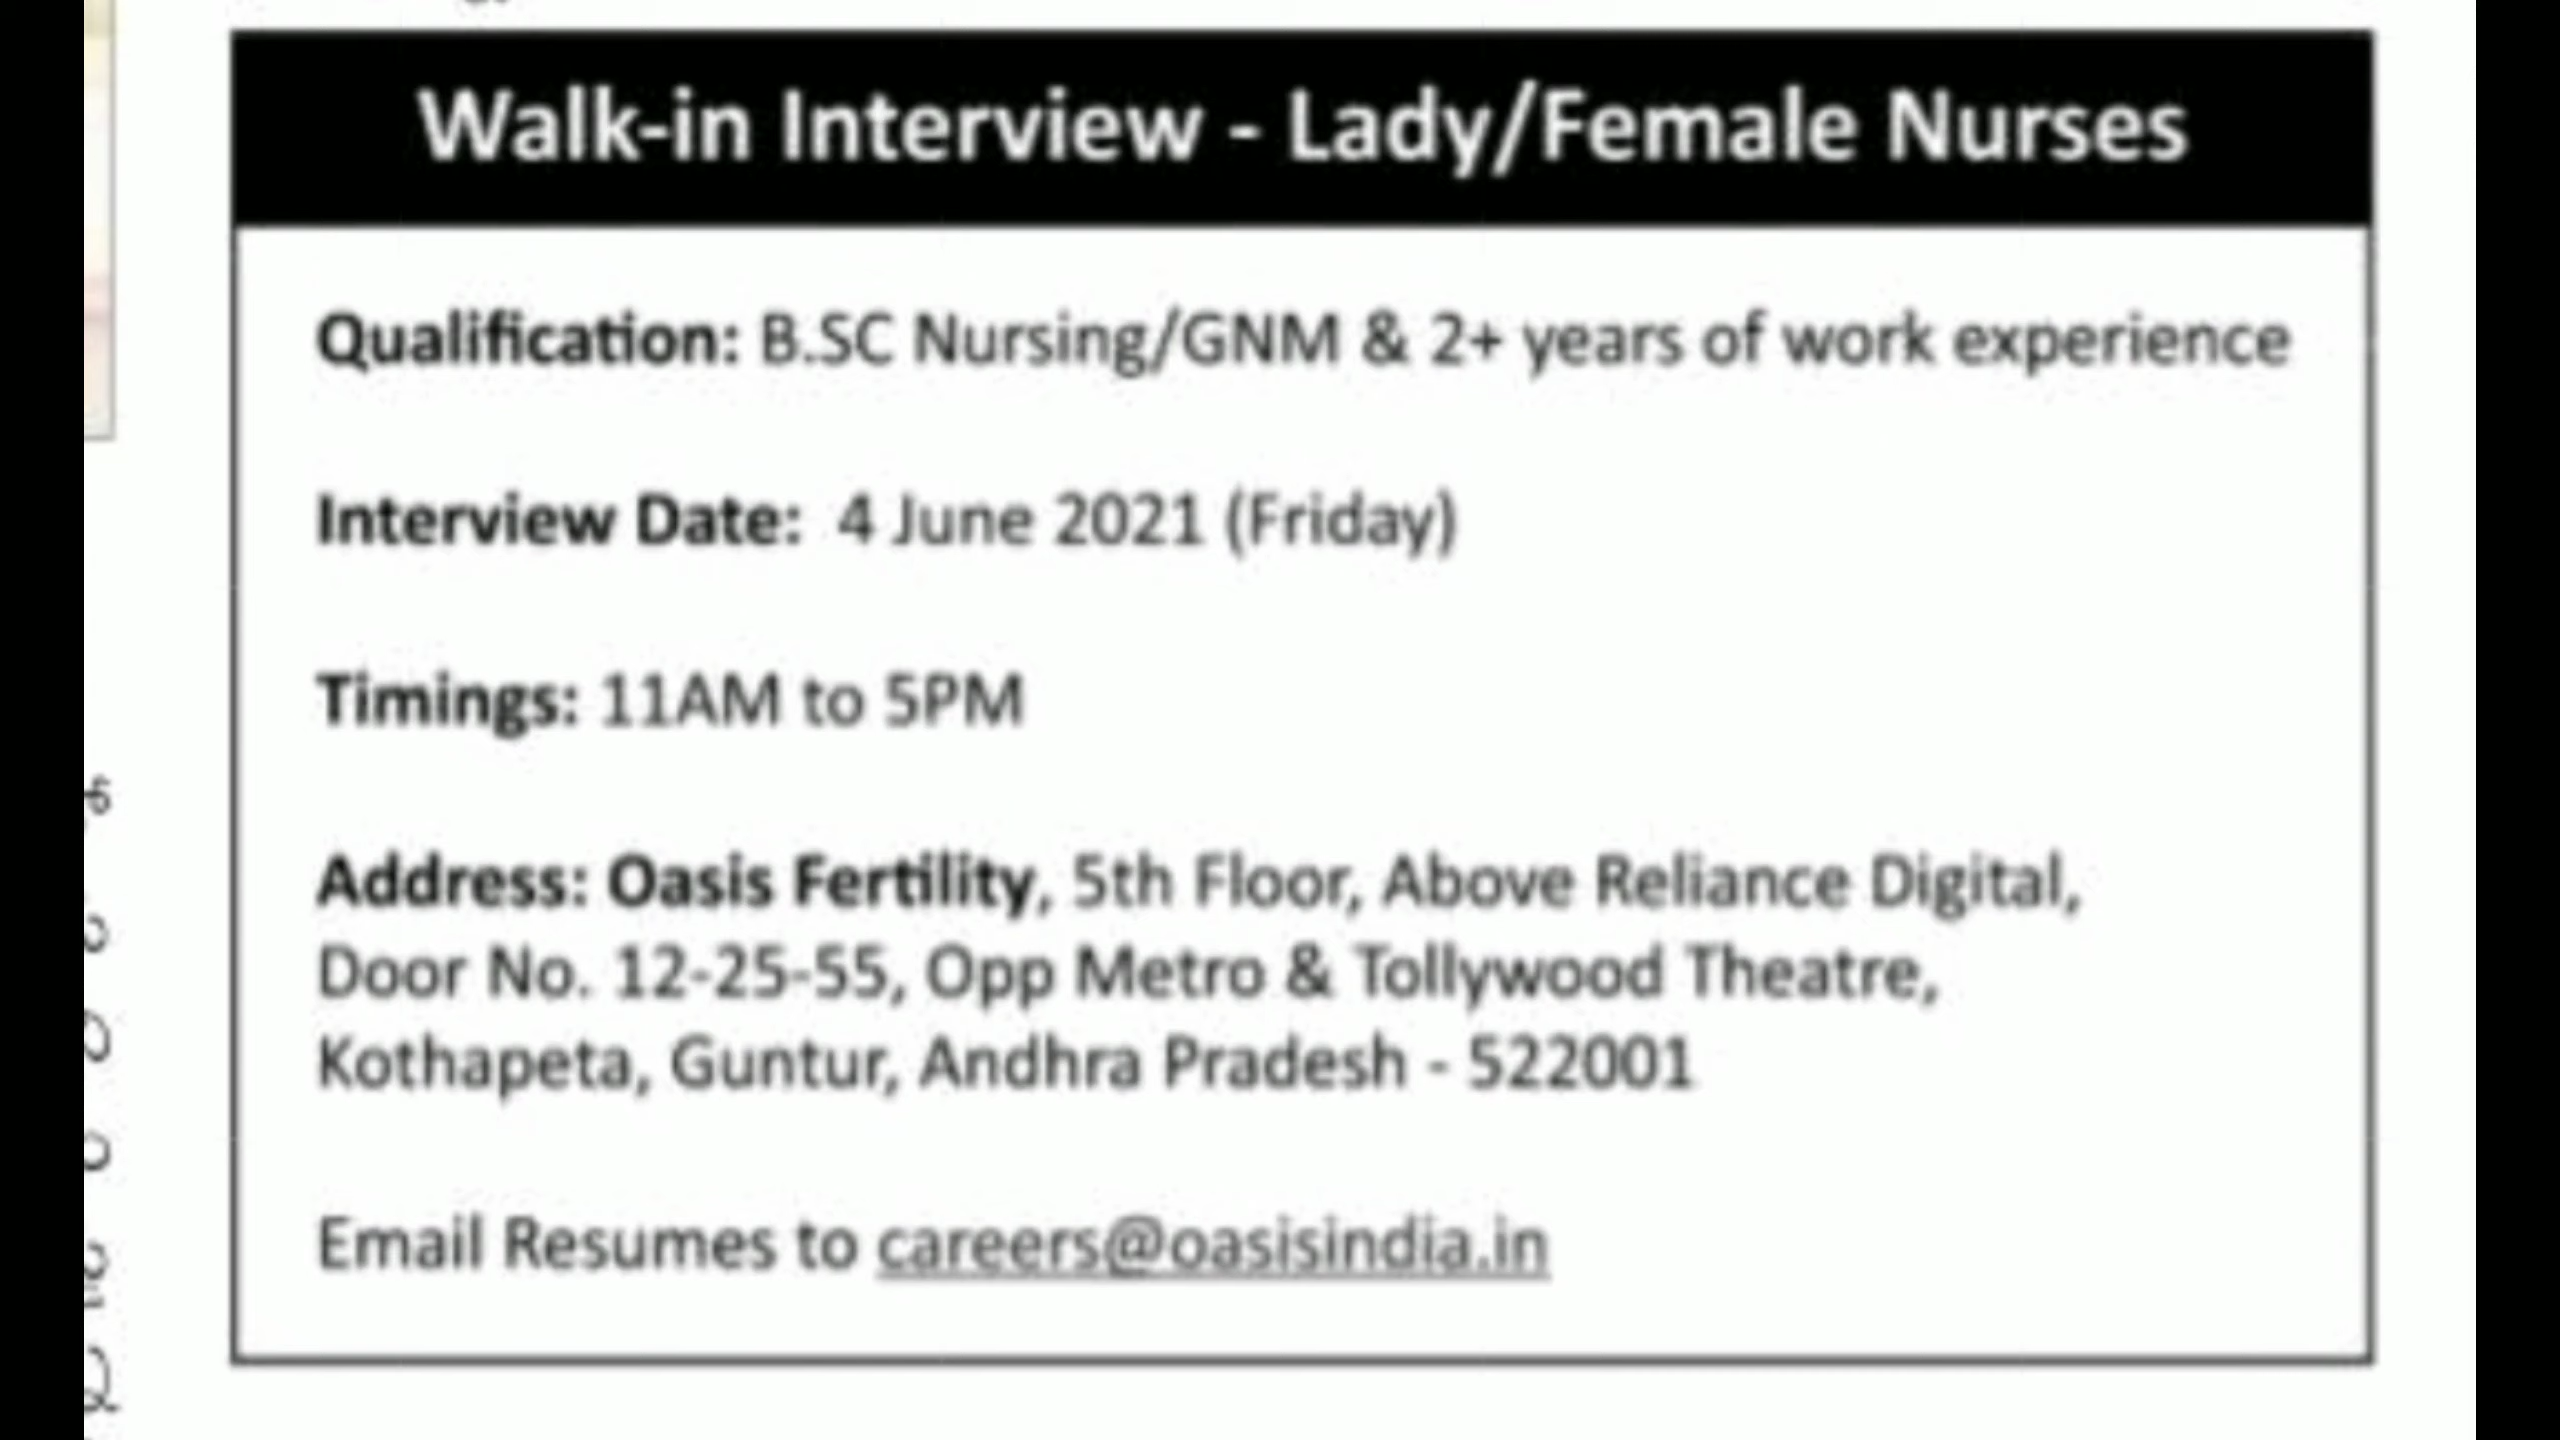 Walk-in Interview - Lady/Female Nurses
Qualification: B.SC Nursing/GNM & 2+ years of work experience
Interview Date: 4 June 2021 (Friday)
Timings: 11AM to 5PM
Address: Oasis Fertility, 5th Floor, Above Reliance Digital,
Door No. 12-25-55, Opp Metro & Tollywood Theatre,
Kothapeta, Guntur, Andhra Pradesh - 522001
Email Resumes to careers@oasisindia.in